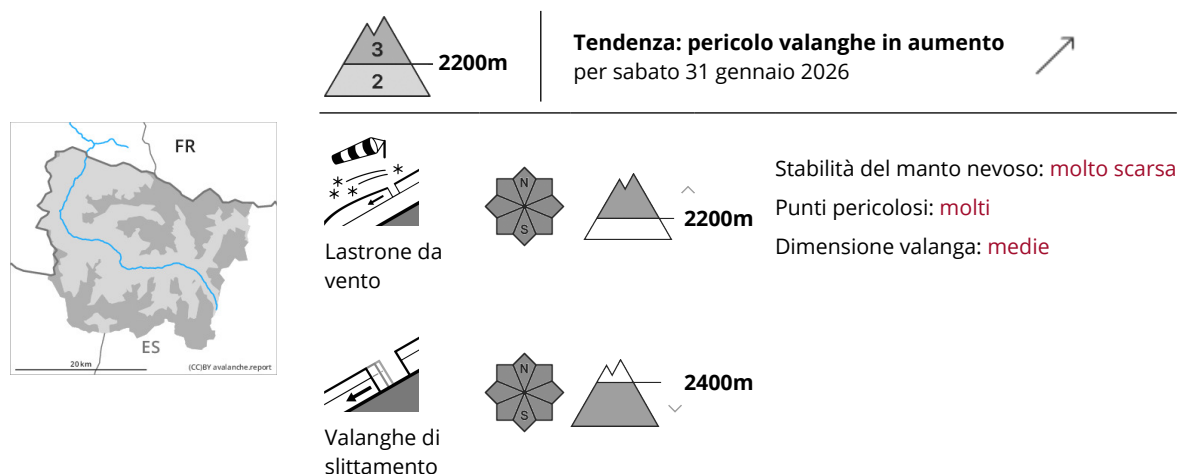 3
2
2200m
Tendenza: pericolo valanghe in aumento
per sabato 31 gennaio 2026
FR
ES
20 km
(CC)BY avalanche.report
Lastrone da
vento
N
S
2200m
Stabilità del manto nevoso: molto scarsa
Punti pericolosi: molti
Dimensione valanga: medie
Valanghe di
slittamento
N
S
2400m